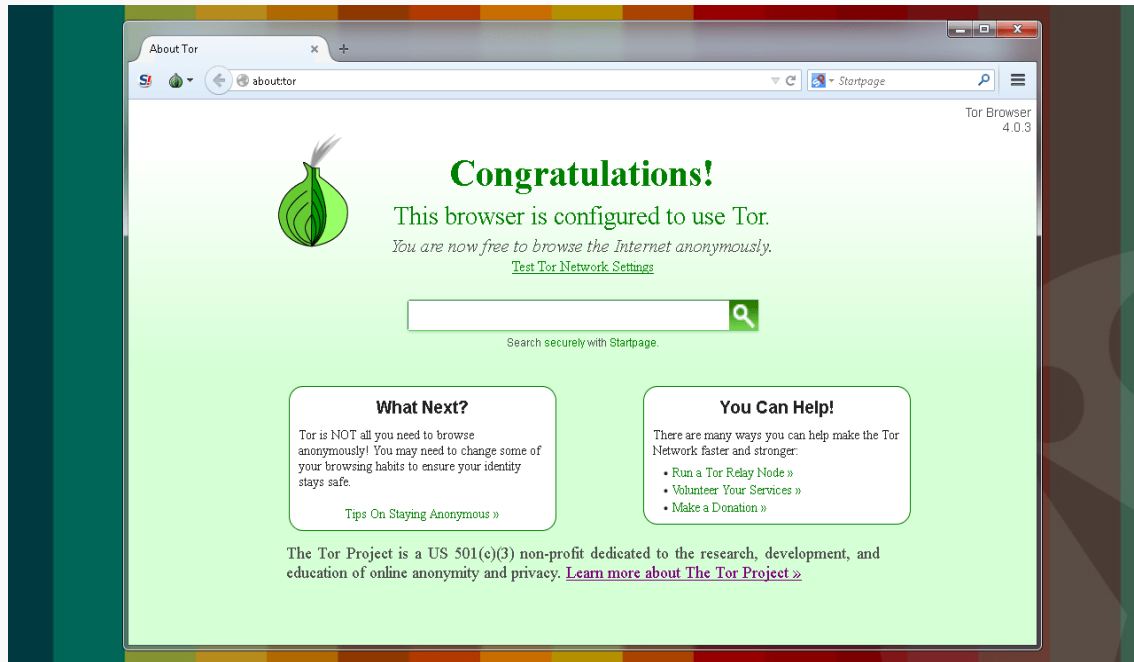 About Tor
about:tor
Startpage
Tor Browser
4.0.3
Congratulations!
This browser is configured to use Tor.
You are now free to browse the Internet anonymously.
Test Tor Network Settings
Search securely with Startpage.
What Next?
Tor is NOT all you need to browse
anonymously! You may need to change some of
your browsing habits to ensure your identity
stays safe.
Tips On Staying Anonymous »
You Can Help!
There are many ways you can help make the Tor
Network faster and stronger:
• Run a Tor Relay Node »
• Volunteer Your Services »
• Make a Donation »
The Tor Project is a US 501(c)(3) non-profit dedicated to the research, development, and
education of online anonymity and privacy. Learn more about The Tor Project »